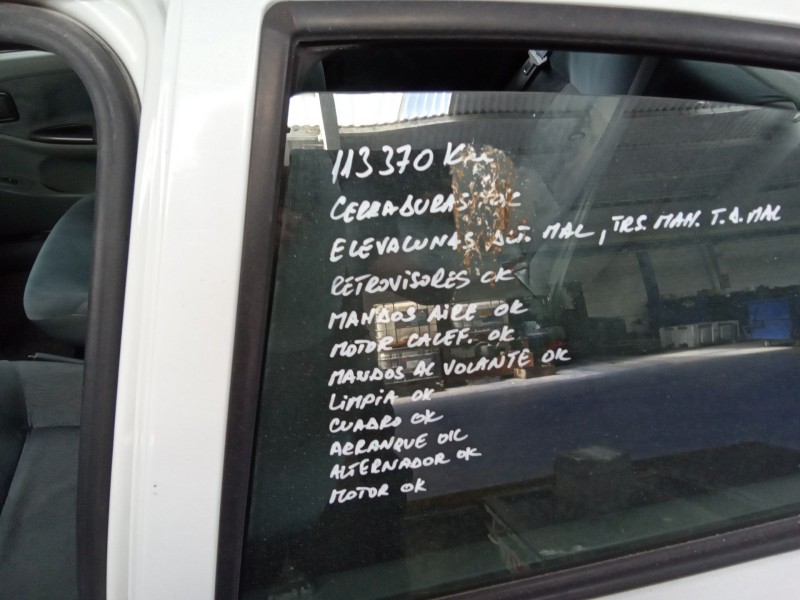 113370 Km
CERRADURAS OK
ELEVALUNAS DLT. MAL, TRS. MAN. T.D. MAL
RETROVISORES OK
MANDOS AIRE OK
MOTOR CALEF. OK
MANDOS AL VOLANTE OK
LIMPIA OK
CUADRO OK
ARRANQUE OK
ALTERNADOR OK
MOTOR OK